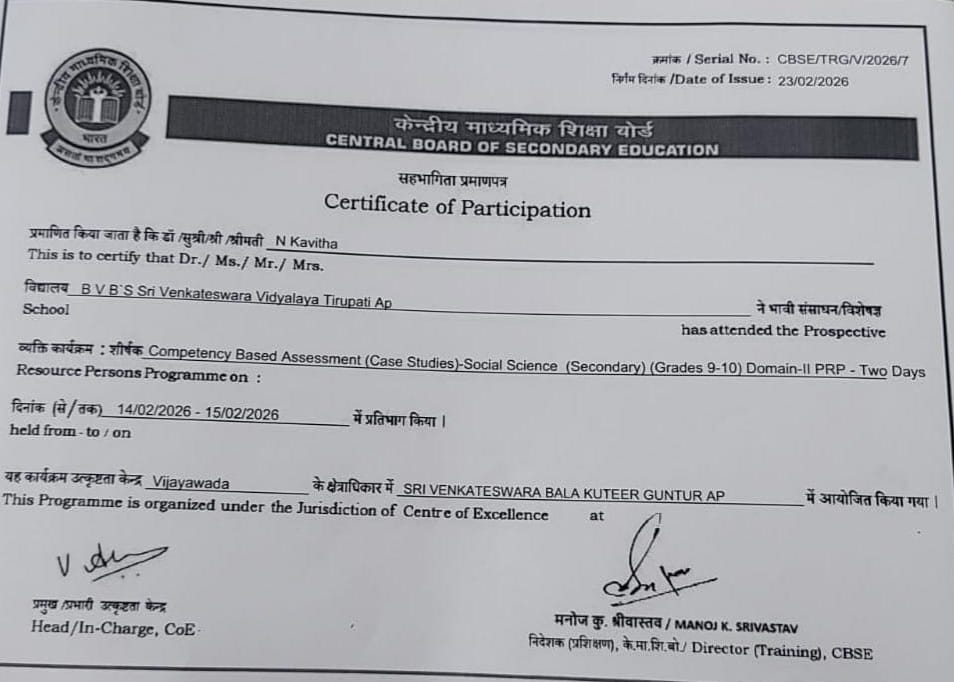 क्रमांक / Serial No. : CBSE/TRG/V/2026/7
निर्गम दिनांक /Date of Issue : 23/02/2026
केन्द्रीय माध्यमिक शिक्षा बोर्ड
भारत
असतो मा सद्गमय
केन्द्रीय माध्यमिक शिक्षा बोर्ड
CENTRAL BOARD OF SECONDARY EDUCATION
सहभागिता प्रमाणपत्र
Certificate of Participation
प्रमाणित किया जाता है कि डॉ /सुश्री/श्री /श्रीमती N Kavitha
This is to certify that Dr./ Ms./ Mr./ Mrs.
विद्यालय B V B`S Sri Venkateswara Vidyalaya Tirupati Ap ने भावी संसाधन/विशेषज्ञ
School has attended the Prospective
व्यक्ति कार्यक्रम : शीर्षक Competency Based Assessment (Case Studies)-Social Science (Secondary) (Grades 9-10) Domain-II PRP - Two Days
Resource Persons Programme on :
दिनांक (से/तक) 14/02/2026 - 15/02/2026 में प्रतिभाग किया ।
held from - to / on
यह कार्यक्रम उत्कृष्टता केन्द्र Vijayawada के क्षेत्राधिकार में SRI VENKATESWARA BALA KUTEER GUNTUR AP में आयोजित किया गया ।
This Programme is organized under the Jurisdiction of Centre of Excellence at
प्रमुख /प्रभारी उत्कृष्टता केन्द्र
Head/In-Charge, CoE
मनोज कु. श्रीवास्तव / MANOJ K. SRIVASTAV
निदेशक (प्रशिक्षण), के.मा.शि.बो./ Director (Training), CBSE